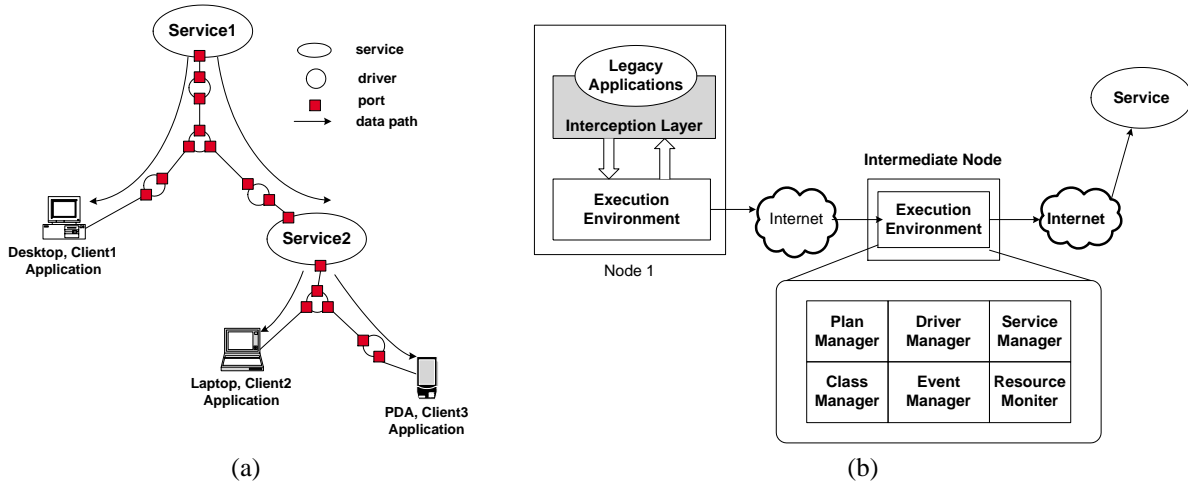 Service1
service
driver
port
data path
Desktop, Client1
Application
Service2
Laptop, Client2
Application
PDA, Client3
Application
(a)
Legacy
Applications
Interception Layer
Execution
Environment
Node 1
Internet
Intermediate Node
Execution
Environment
Internet
Service
Plan
Manager
Driver
Manager
Service
Manager
Class
Manager
Event
Manager
Resource
Moniter
(b)